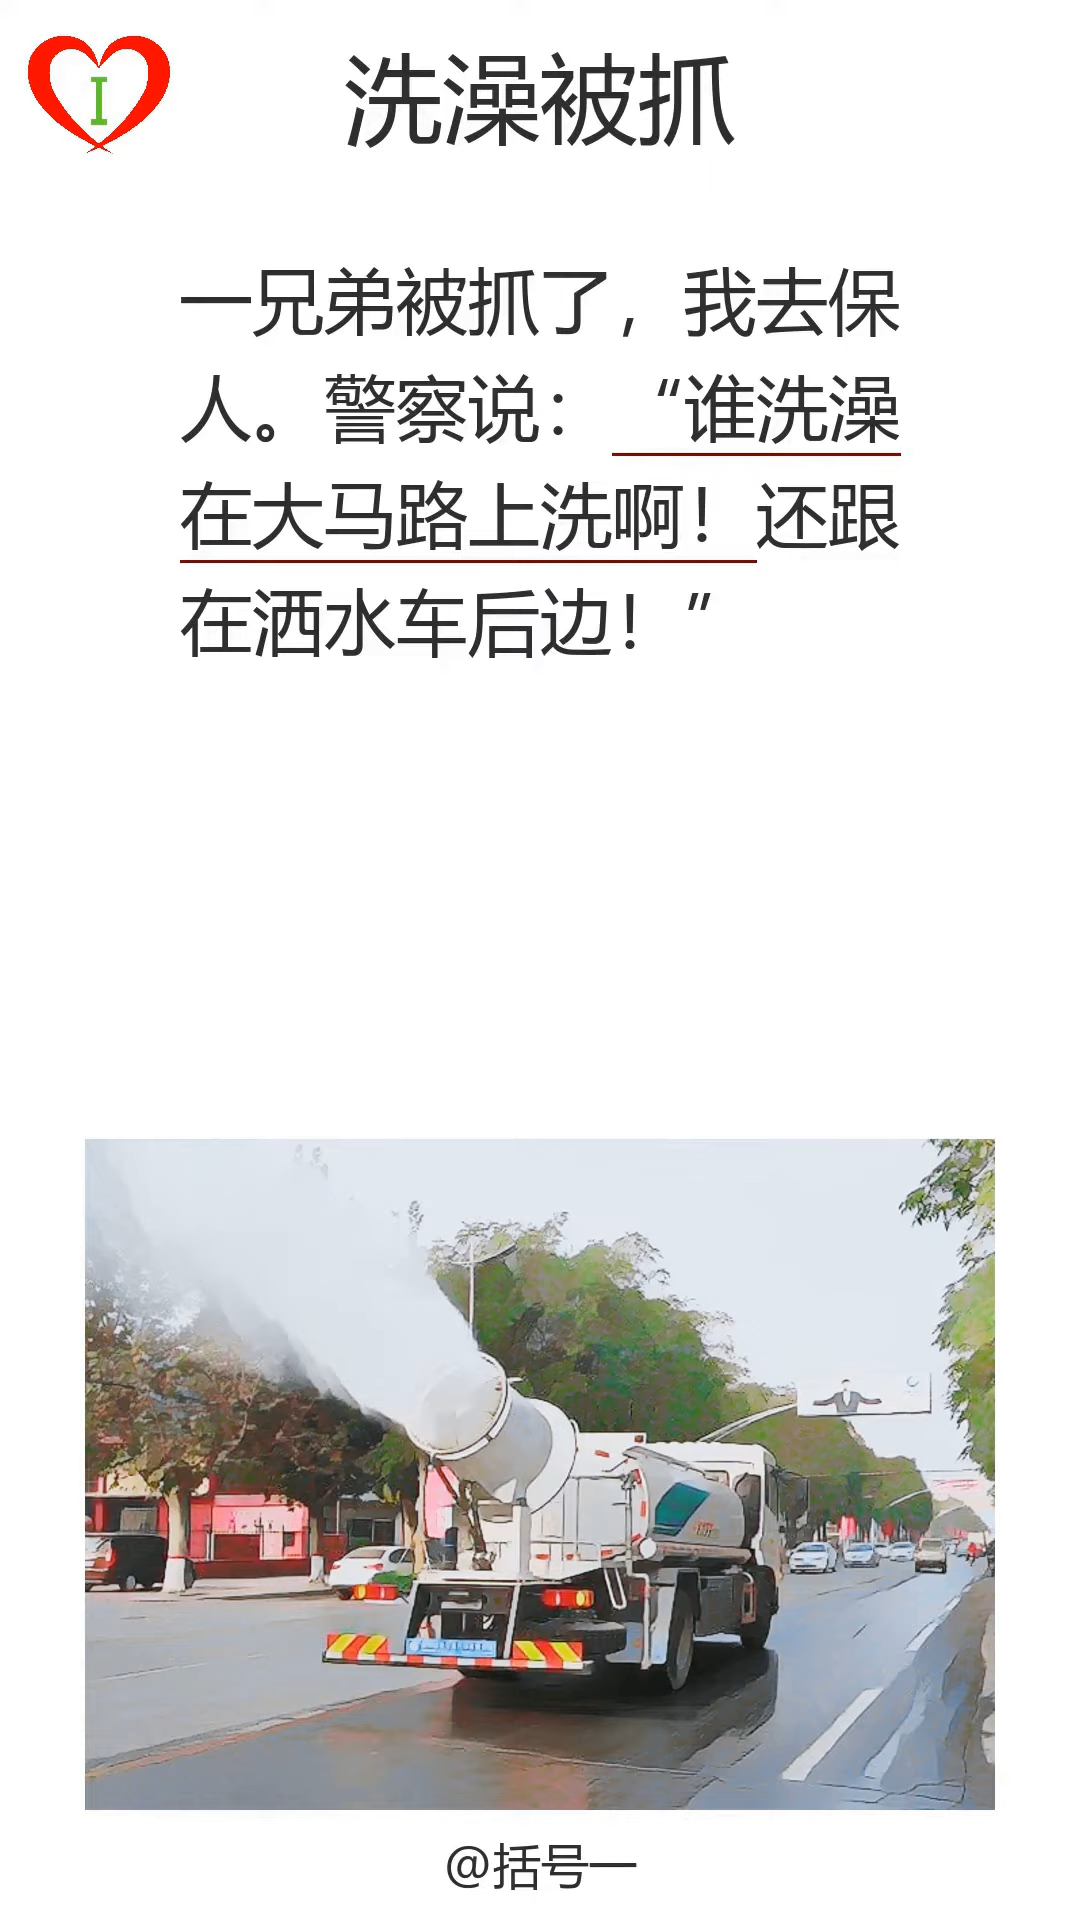 I
洗澡被抓
一兄弟被抓了，我去保
人。警察说：“谁洗澡
在大马路上洗啊！还跟
在洒水车后边！”
@括号一